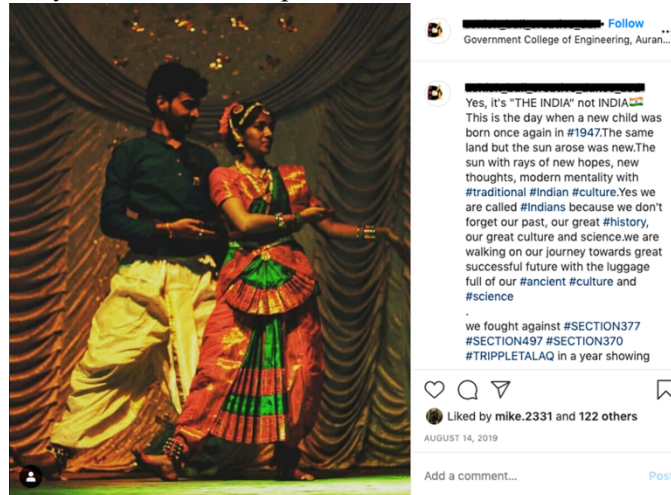 Follow
Government College of Engineering, Auran...
Yes, it's "THE INDIA" not INDIA🇮🇳
This is the day when a new child was
born once again in #1947.The same
land but the sun arose was new.The
sun with rays of new hopes, new
thoughts, modern mentality with
#traditional #Indian #culture.Yes we
are called #Indians because we don't
forget our past, our great #history,
our great culture and science.we are
walking on our journey towards great
successful future with the luggage
full of our #ancient #culture and
#science
.
we fought against #SECTION377
#SECTION497 #SECTION370
#TRIPPLETALAQ in a year showing
Liked by mike.2331 and 122 others
AUGUST 14, 2019
Add a comment...
Post